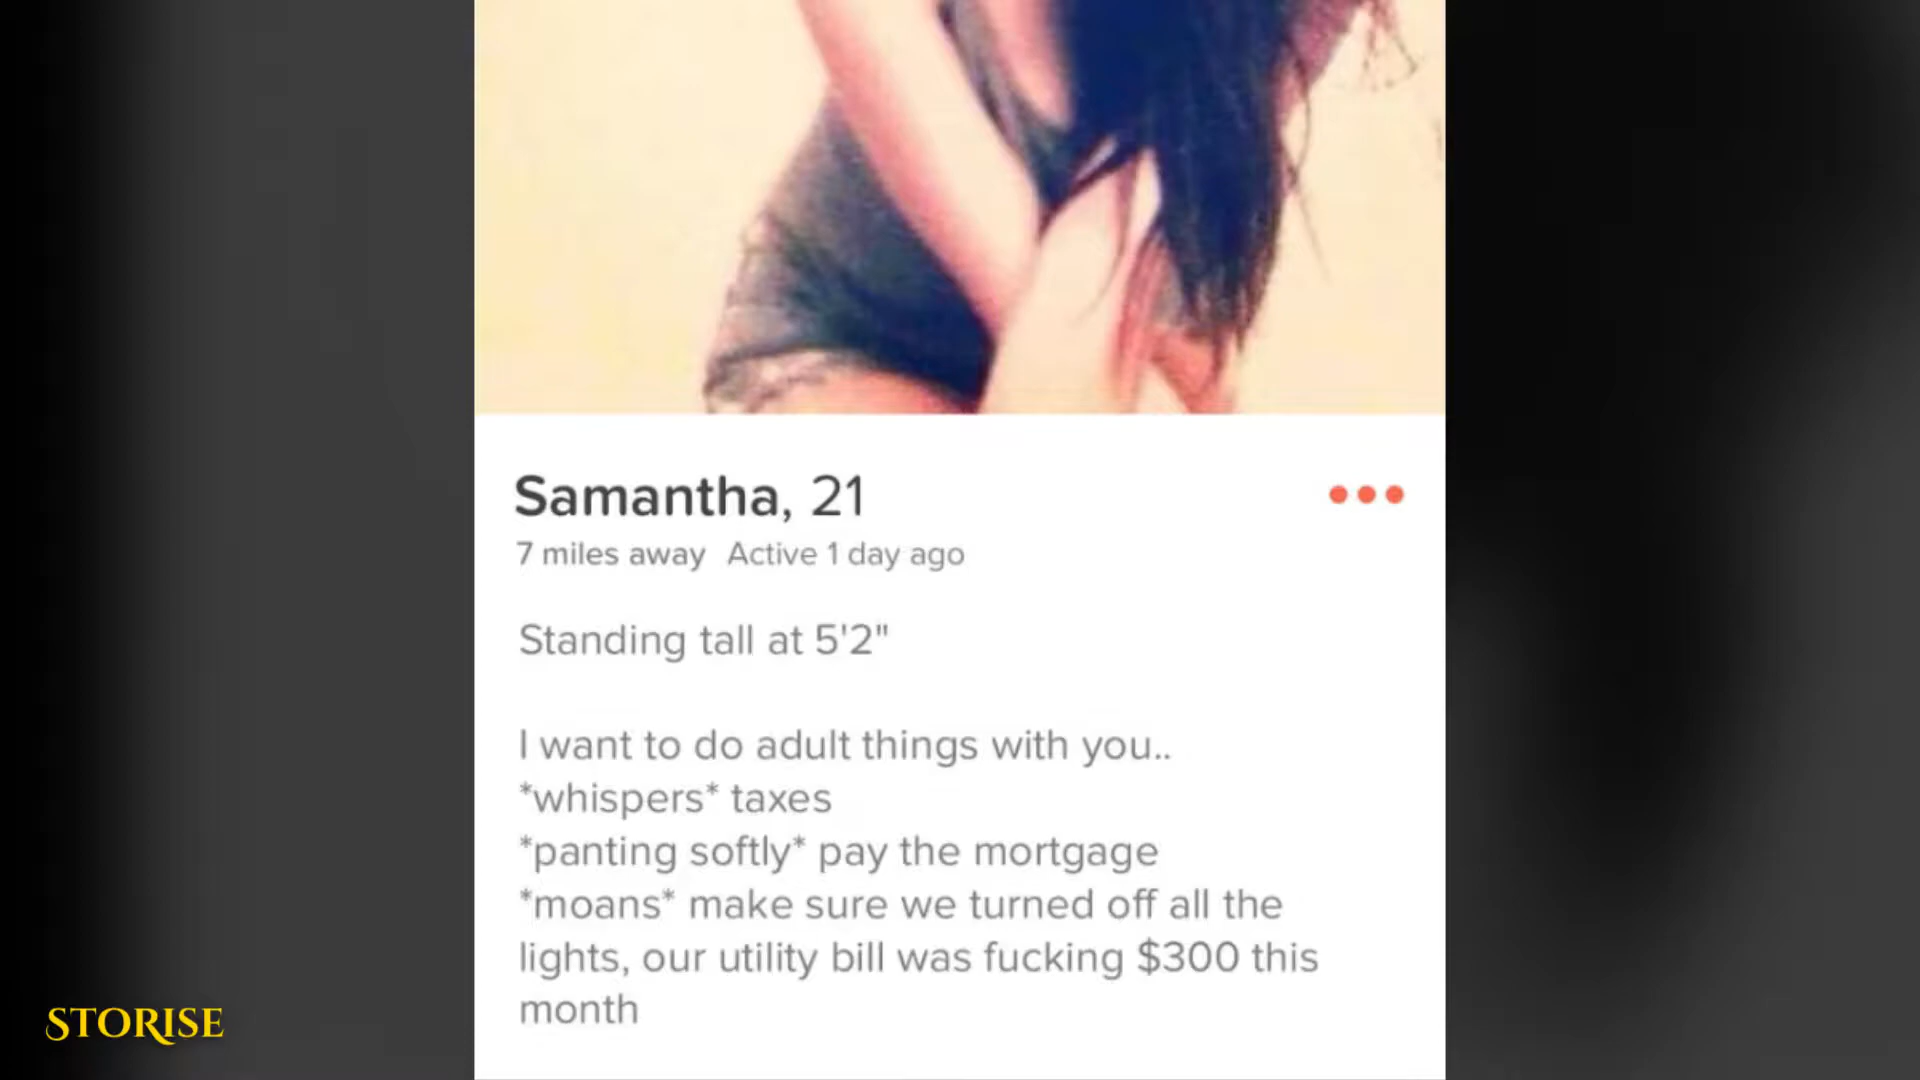 Samantha, 21
7 miles away Active 1 day ago
Standing tall at 5'2"
I want to do adult things with you..
*whispers* taxes
*panting softly* pay the mortgage
*moans* make sure we turned off all the
lights, our utility bill was fucking $300 this
month
STORISE